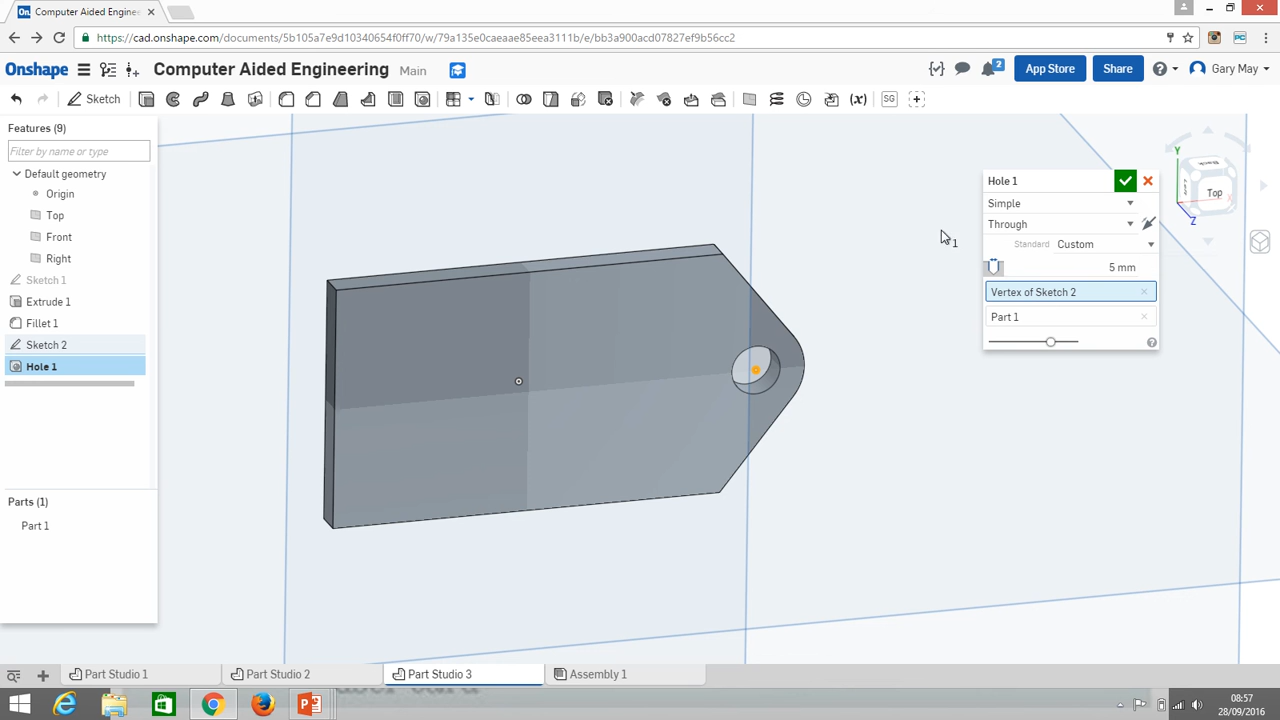 Computer Aided Enginee
https://cad.onshape.com/documents/5b105a7e9d10340654f0ff70/w/79a135e0caeaae85eea3111b/e/bb3a900acd07827ef9b56cc2
Onshape
Computer Aided Engineering
Main
2
App Store
Share
Gary May
Sketch
(x)
SG
Features (9)
Filter by name or type
Default geometry
Origin
Top
Front
Right
Sketch 1
Extrude 1
Fillet 1
Sketch 2
Hole 1
Parts (1)
Part 1
1
Hole 1
Simple
Through
Standard Custom
5 mm
Vertex of Sketch 2
Part 1
Y
Top
X
Z
Part Studio 1
Part Studio 2
Part Studio 3
Assembly 1
08:57
28/09/2016